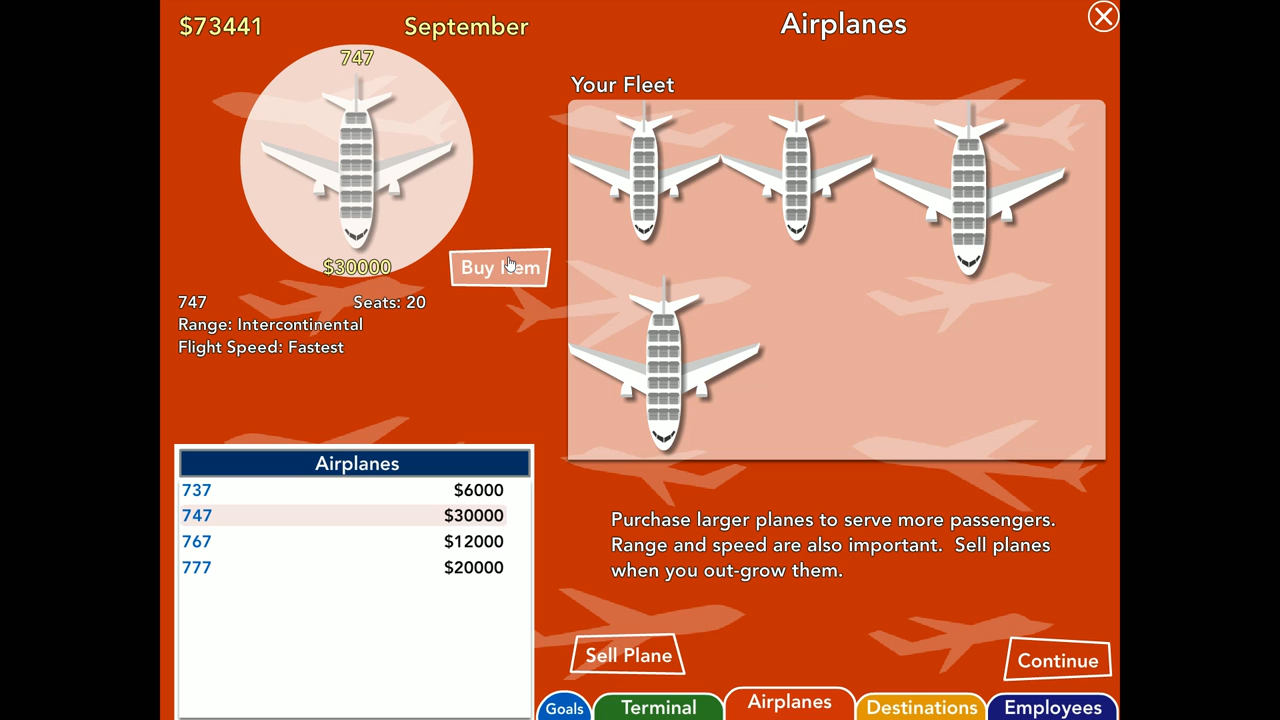 $73441
September
Airplanes
747
$30000
Buy Item
747 Seats: 20
Range: Intercontinental
Flight Speed: Fastest
Your Fleet
Airplanes
737 $6000
747 $30000
767 $12000
777 $20000
Purchase larger planes to serve more passengers.
Range and speed are also important. Sell planes
when you out-grow them.
Sell Plane
Continue
Goals
Terminal
Airplanes
Destinations
Employees